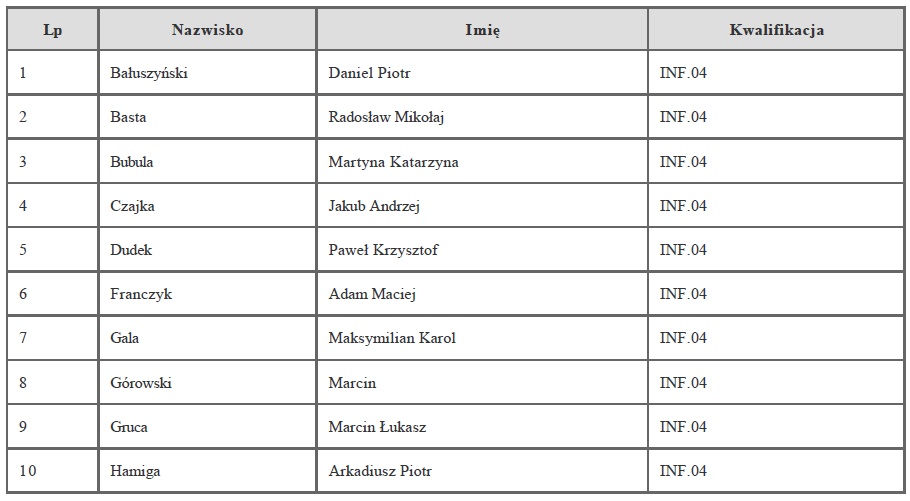 Lp Nazwisko Imię Kwalifikacja
1 Bałuszyński Daniel Piotr INF.04
2 Basta Radosław Mikołaj INF.04
3 Bubula Martyna Katarzyna INF.04
4 Czajka Jakub Andrzej INF.04
5 Dudek Paweł Krzysztof INF.04
6 Franczyk Adam Maciej INF.04
7 Gala Maksymilian Karol INF.04
8 Górowski Marcin INF.04
9 Gruca Marcin Łukasz INF.04
10 Hamiga Arkadiusz Piotr INF.04